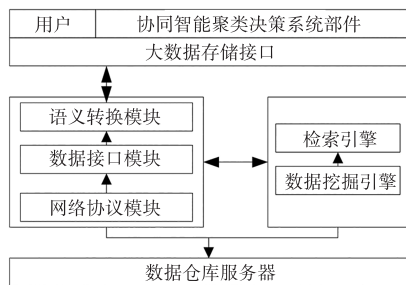 用户 协同智能聚类决策系统部件
大数据存储接口
语义转换模块
数据接口模块
网络协议模块
检索引擎
数据挖掘引擎
数据仓库服务器